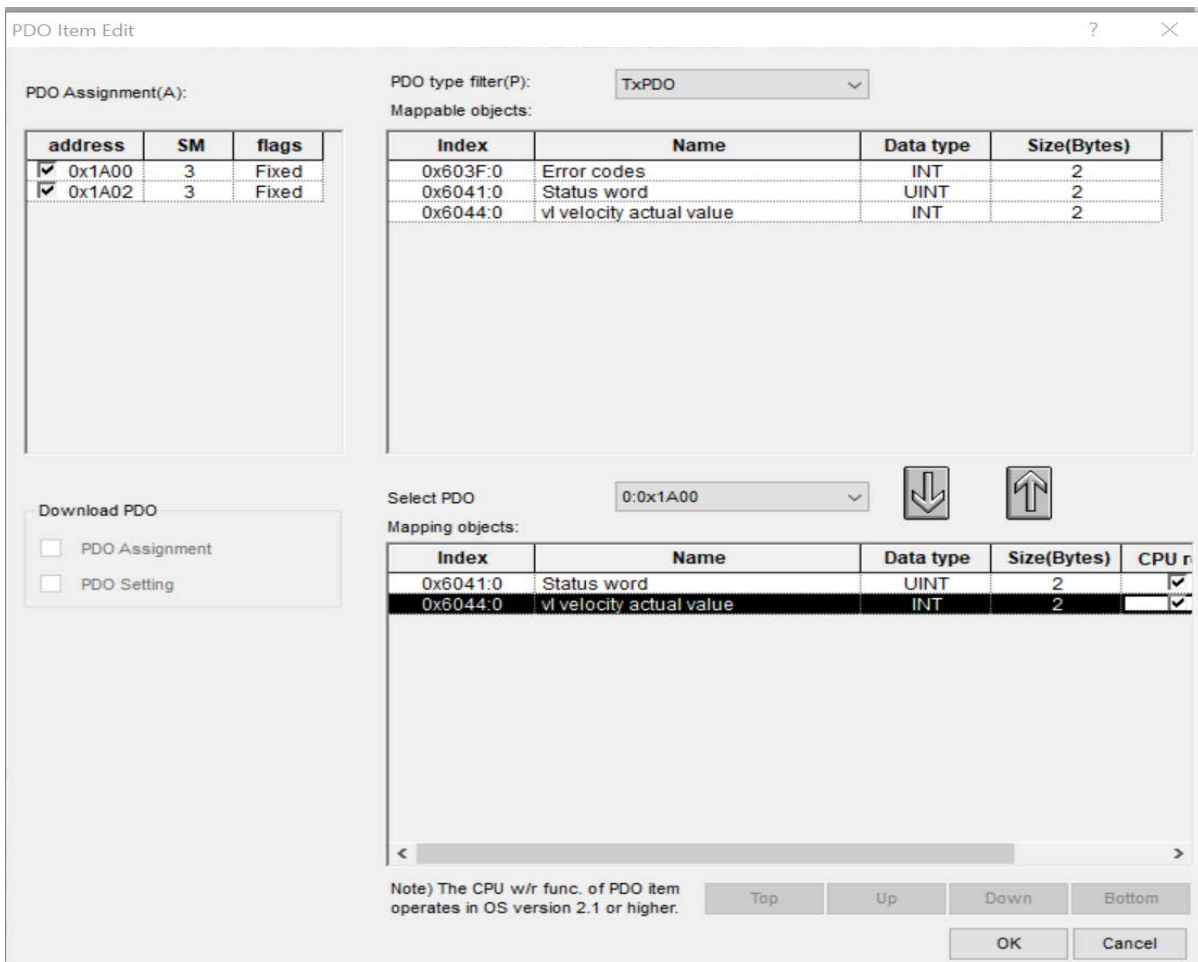 PDO Item Edit
PDO Assignment(A):
address SM flags
0x1A00 3 Fixed
0x1A02 3 Fixed
PDO type filter(P): TxPDO
Mappable objects:
Index Name Data type Size(Bytes)
0x603F:0 Error codes INT 2
0x6041:0 Status word UINT 2
0x6044:0 vl velocity actual value INT 2
Download PDO
PDO Assignment
PDO Setting
Select PDO 0:0x1A00
Mapping objects:
Index Name Data type Size(Bytes) CPU r
0x6041:0 Status word UINT 2
0x6044:0 vl velocity actual value INT 2
Note) The CPU w/r func. of PDO item
operates in OS version 2.1 or higher.
Top Up Down Bottom
OK Cancel